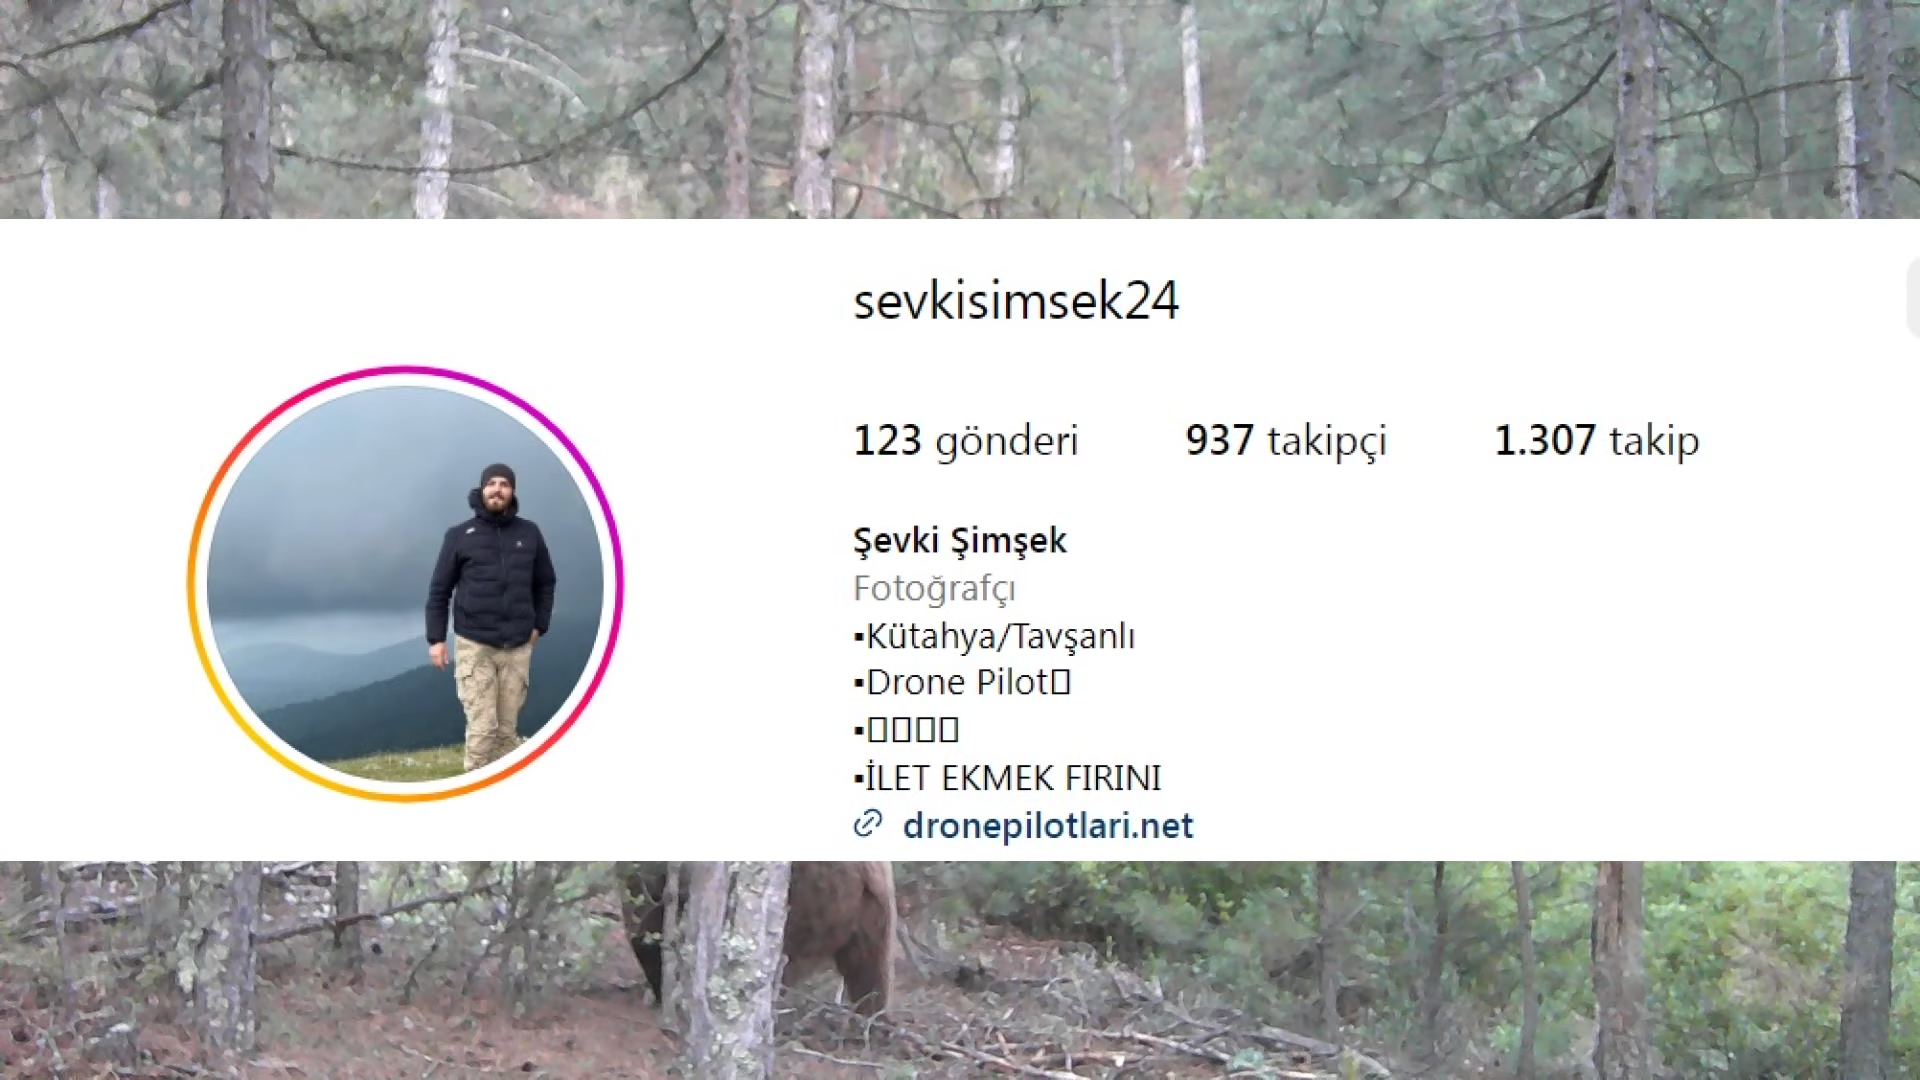 sevkisimsek24
123 gönderi 937 takipçi 1.307 takip
Şevki Şimşek
Fotoğrafçı
▪Kütahya/Tavşanlı
▪Drone Pilot
▪
▪İLET EKMEK FIRINI
dronepilotlari.net